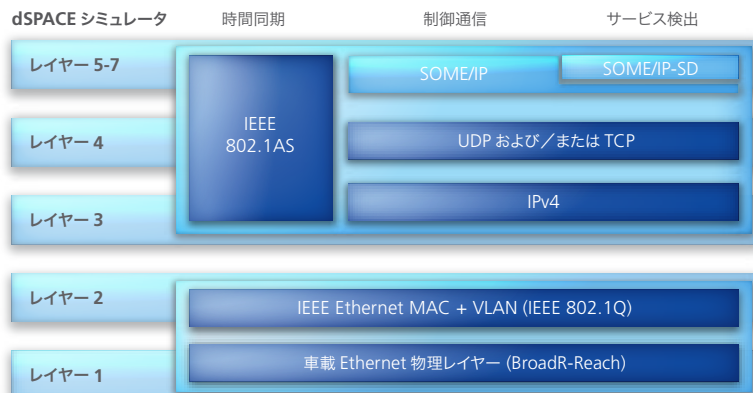 dSPACE シミュレータ 時間同期 制御通信 サービス検出
レイヤー 5-7
SOME/IP
SOME/IP-SD
IEEE
802.1AS
レイヤー 4
UDP および／または TCP
IPv4
レイヤー 3
レイヤー 2
IEEE Ethernet MAC + VLAN (IEEE 802.1Q)
車載 Ethernet 物理レイヤー (BroadR-Reach)
レイヤー 1